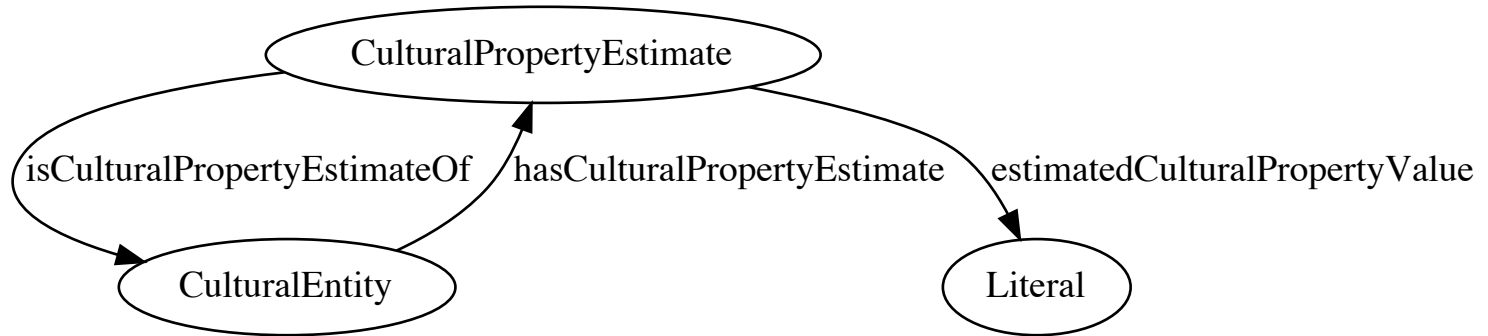 CulturalPropertyEstimate
isCulturalPropertyEstimateOf
hasCulturalPropertyEstimate
estimatedCulturalPropertyValue
CulturalEntity
Literal